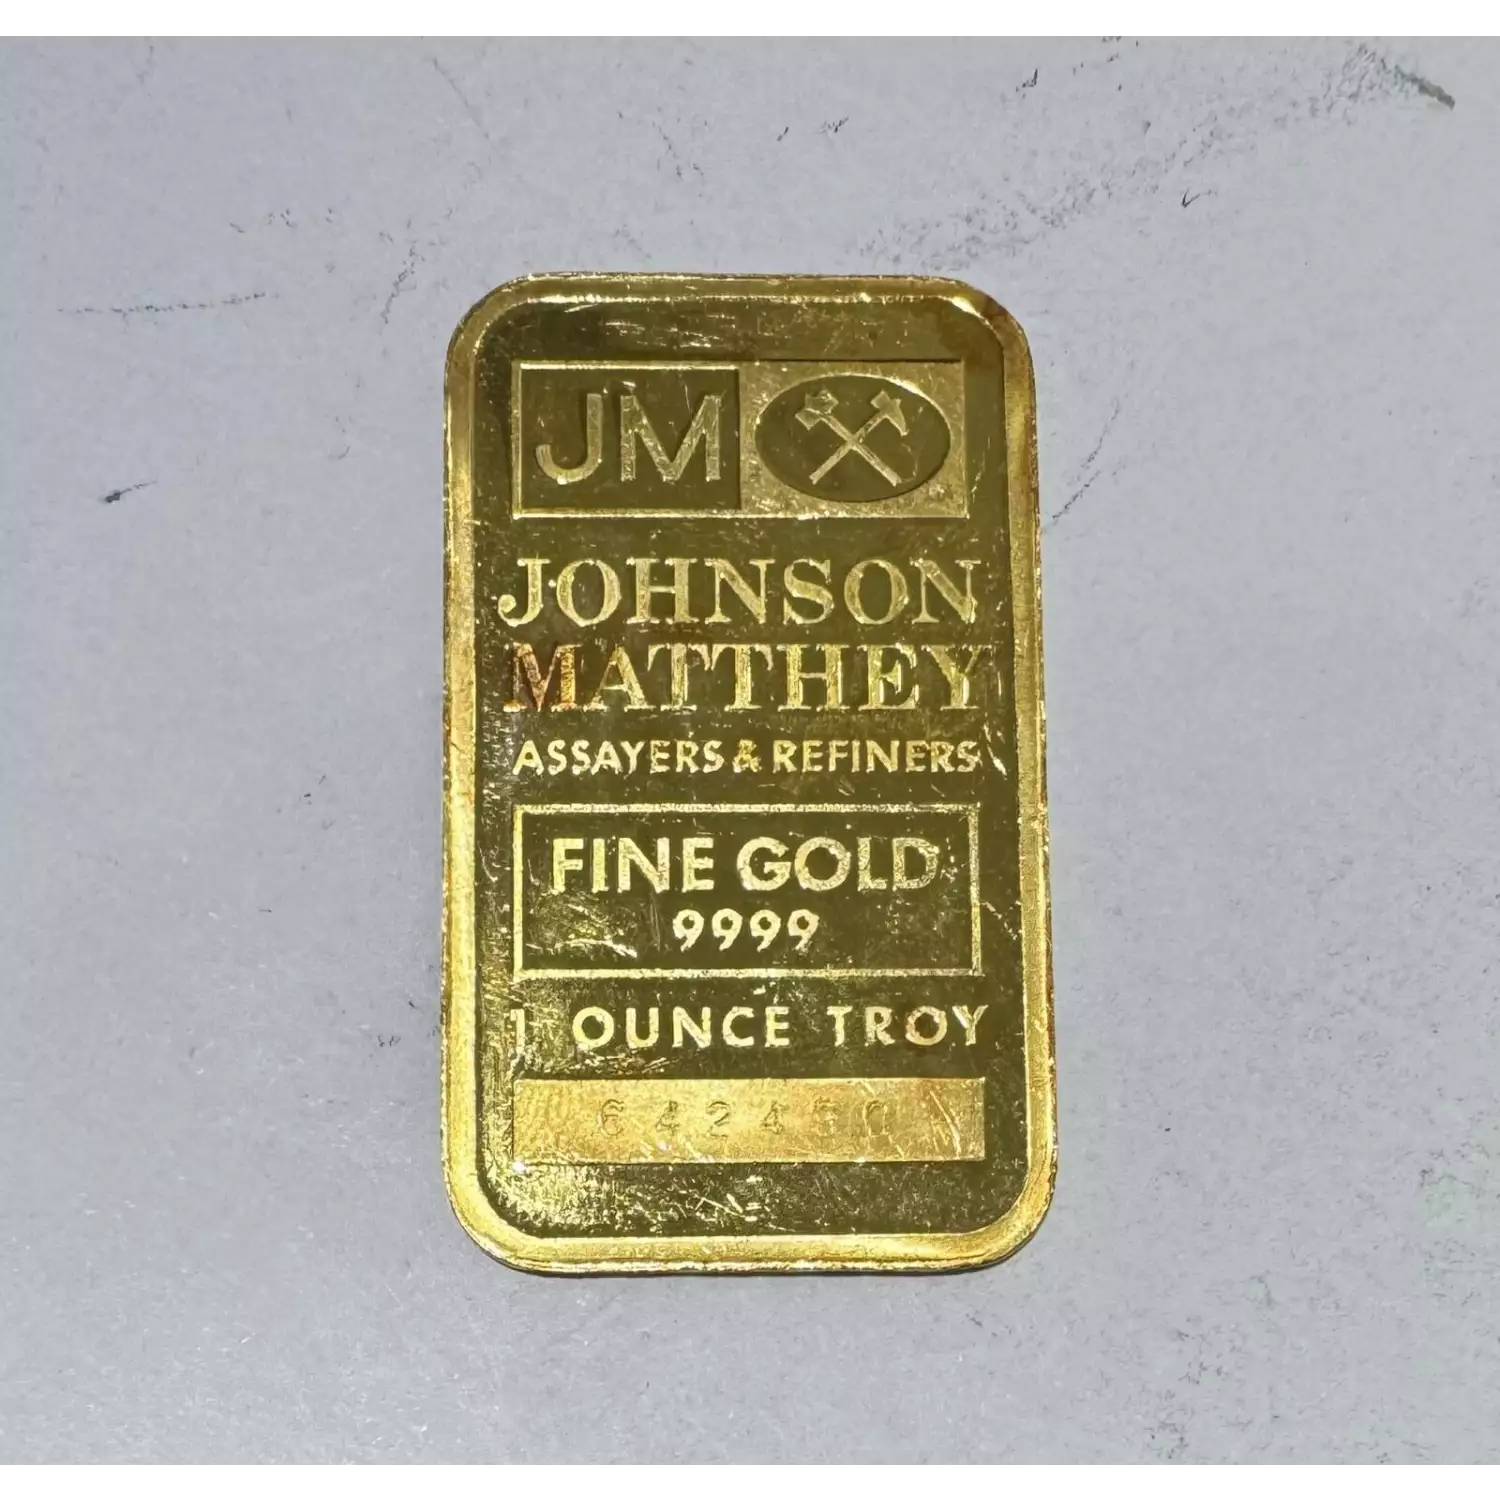 JM
JOHNSON
MATTHEY
ASSAYERS & REFINERS
FINE GOLD
9999
1 OUNCE TROY